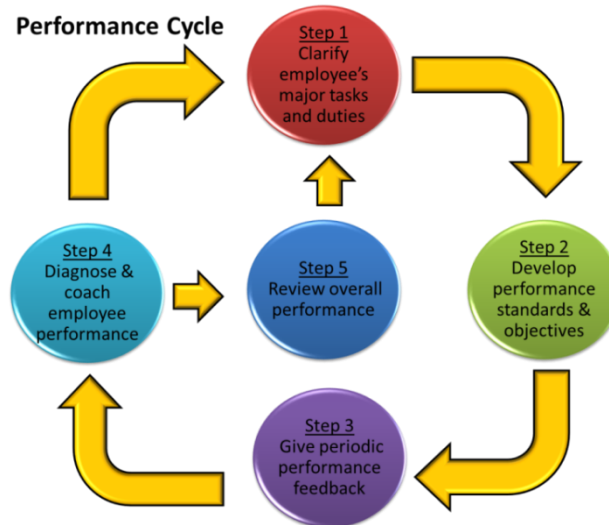 Performance Cycle
Step 1
Clarify
employee's
major tasks
and duties
Step 2
Develop
performance
standards &
objectives
Step 3
Give periodic
performance
feedback
Step 4
Diagnose &
coach
employee
performance
Step 5
Review overall
performance